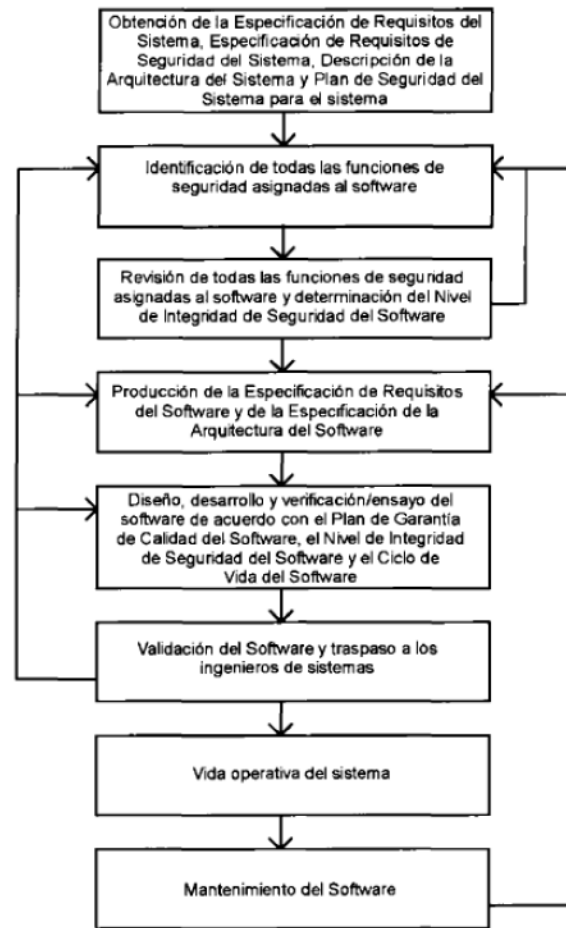 Obtención de la Especificación de Requisitos del
Sistema, Especificación de Requisitos de
Seguridad del Sistema, Descripción de la
Arquitectura del Sistema y Plan de Seguridad del
Sistema para el sistema
Identificación de todas las funciones de
seguridad asignadas al software
Revisión de todas las funciones de seguridad
asignadas al software y determinación del Nivel
de Integridad de Seguridad del Software
Producción de la Especificación de Requisitos
del Software y de la Especificación de la
Arquitectura del Software
Diseño, desarrollo y verificación/ensayo del
software de acuerdo con el Plan de Garantía
de Calidad del Software, el Nivel de Integridad
de Seguridad del Software y el Ciclo de
Vida del Software
Validación del Software y traspaso a los
ingenieros de sistemas
Vida operativa del sistema
Mantenimiento del Software